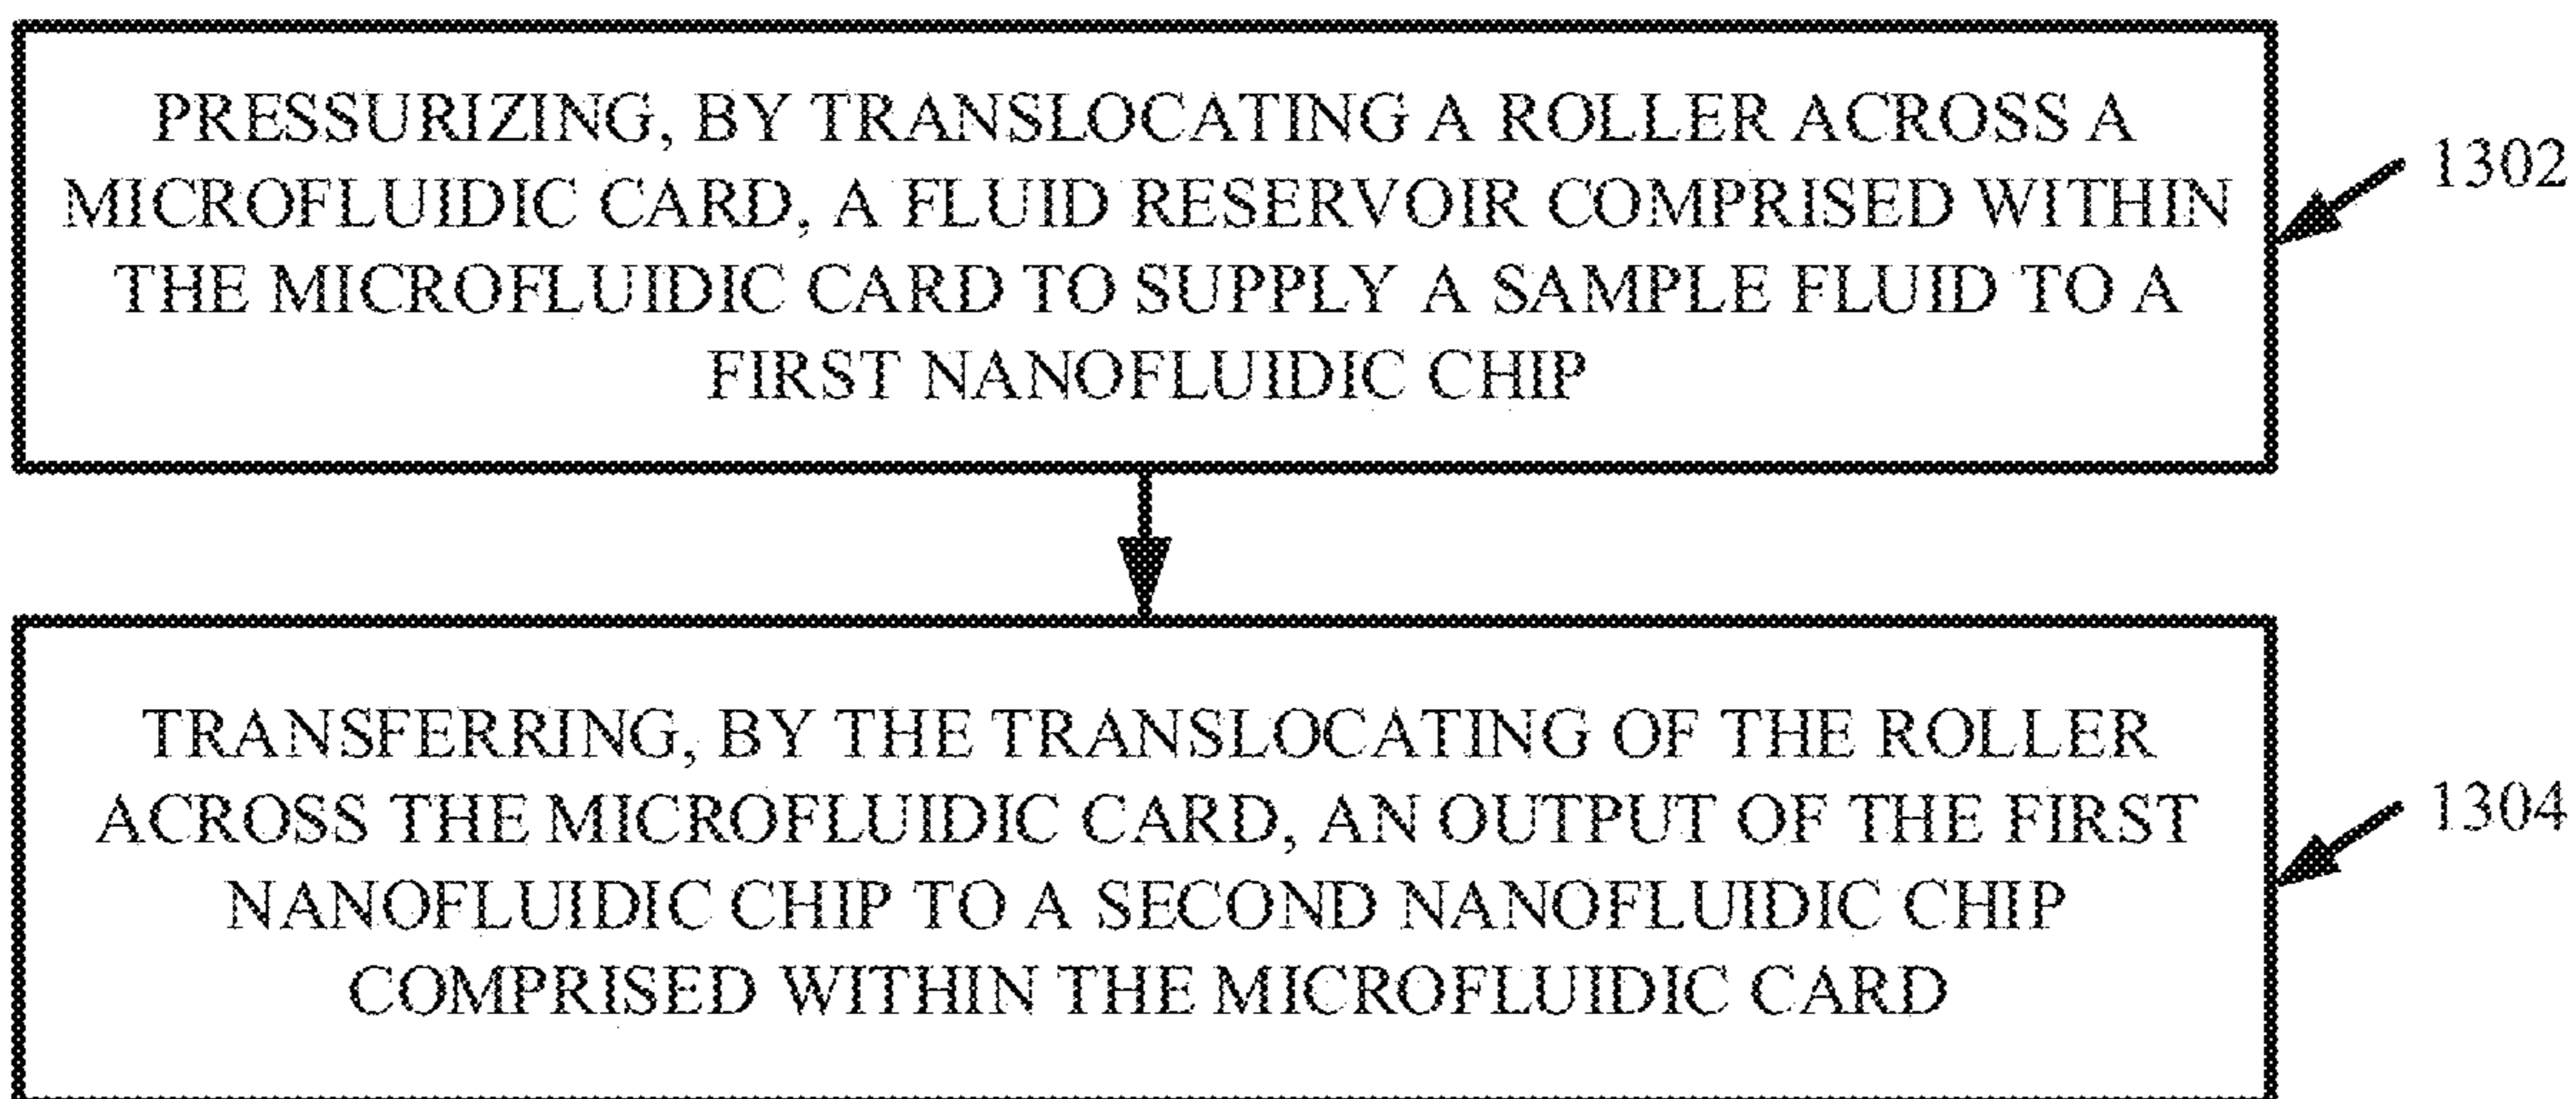 PRESSURIZING, BY TRANSLOCATING A ROLLER ACROSS A
MICROFLUIDIC CARD, A FLUID RESERVOIR COMPRISED WITHIN
THE MICROFLUIDIC CARD TO SUPPLY A SAMPLE FLUID TO A
FIRST NANOFLUIDIC CHIP
1302
TRANSFERRING, BY THE TRANSLOCATING OF THE ROLLER
ACROSS THE MICROFLUIDIC CARD, AN OUTPUT OF THE FIRST
NANOFLUIDIC CHIP TO A SECOND NANOFLUIDIC CHIP
COMPRISED WITHIN THE MICROFLUIDIC CARD
1304